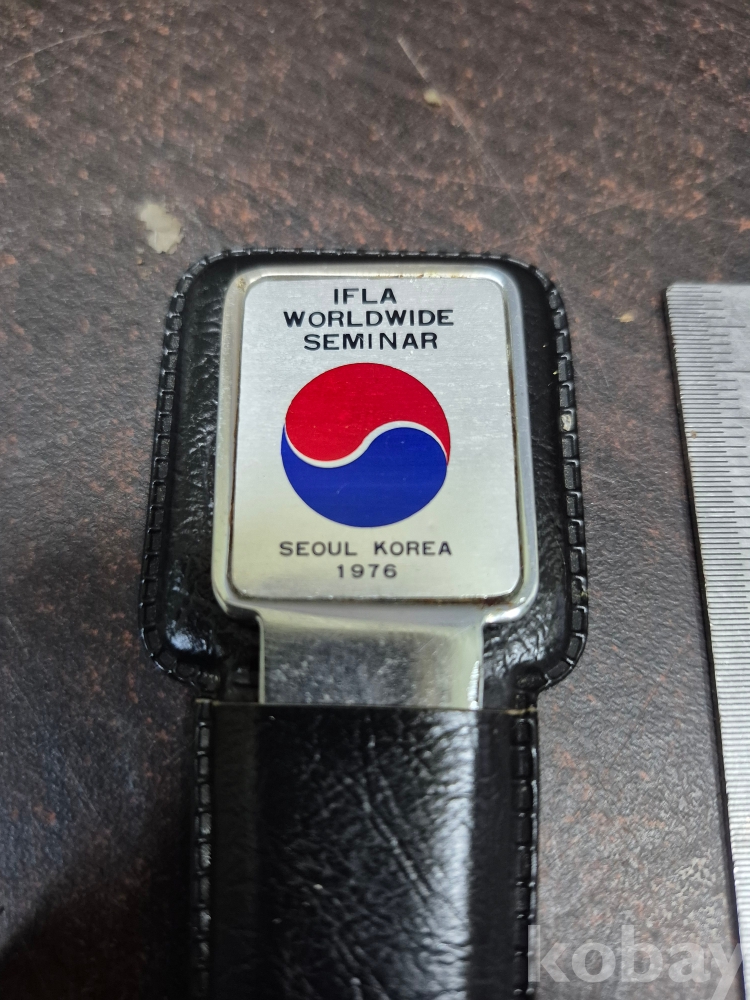 IFLA
WORLDWIDE
SEMINAR
SEOUL KOREA
1976
kobay